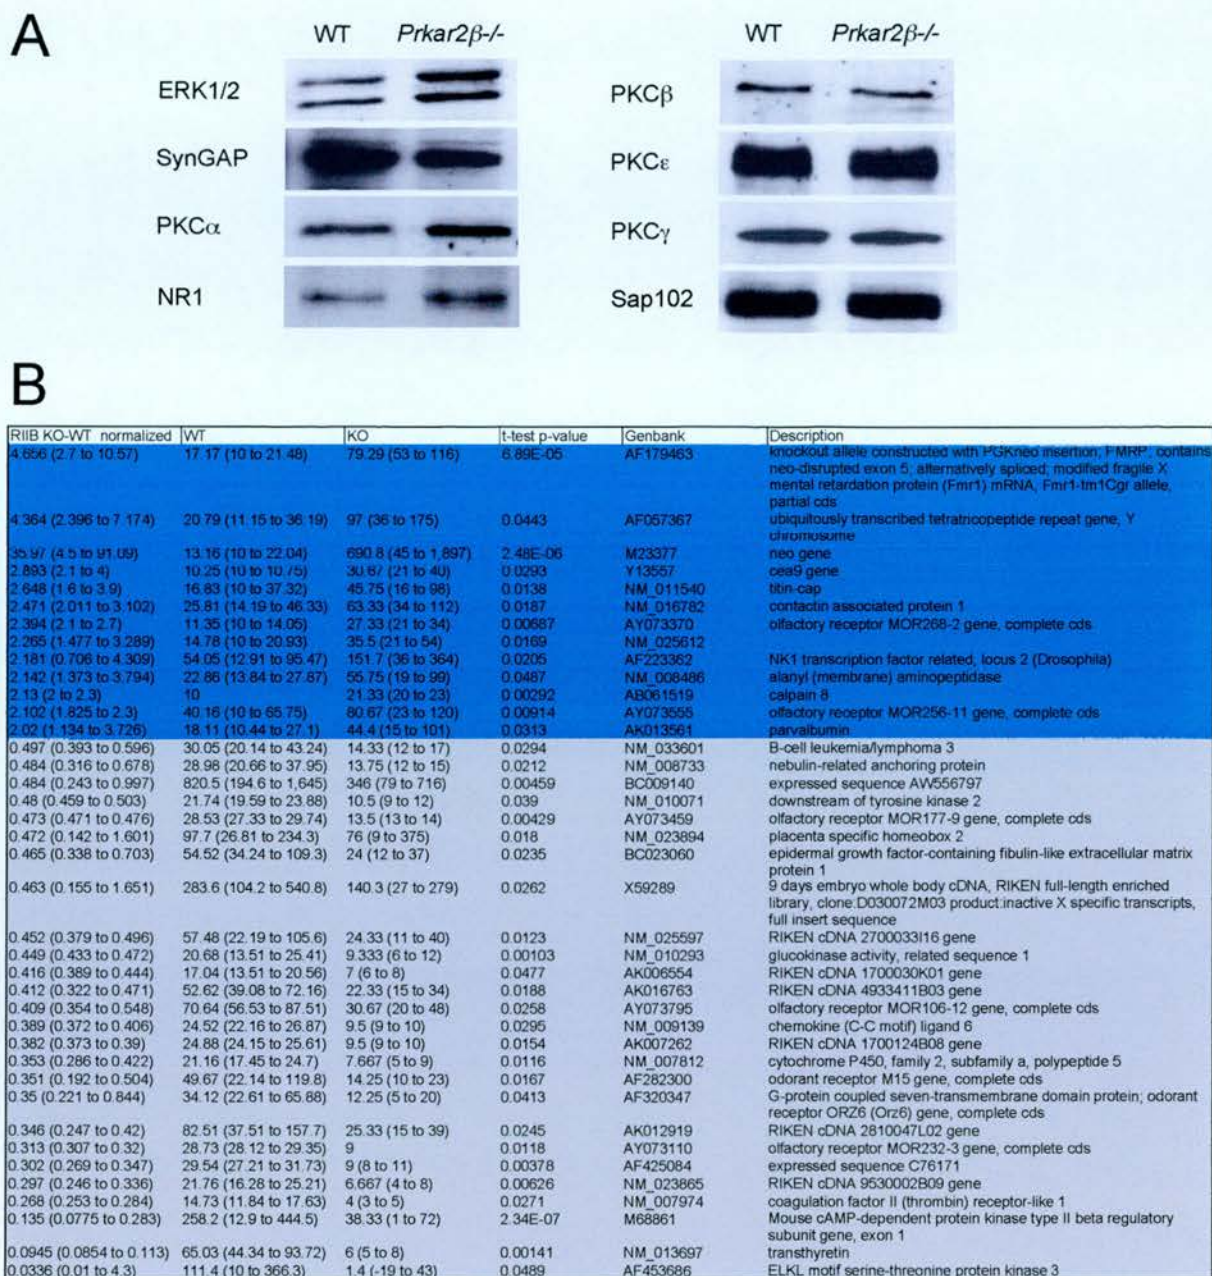 A
WT Prkar2β-/-
ERK1/2
SynGAP
PKCα
NR1
WT Prkar2β-/-
PKCβ
PKCε
PKCγ
Sap102
B
RIIB KO-WT normalized WT KO t-test p-value Genbank Description
4.656 (2.7 to 10.57) 17.17 (10 to 21.48) 79.29 (53 to 116) 6.89E-05 AF179463 knockout allele constructed with PGKneo insertion; FMRP; contains
neo-disrupted exon 5; alternatively spliced; modified fragile X
mental retardation protein (Fmr1) mRNA, Fmr1-tm1Cgr allele,
partial cds
4.364 (2.396 to 7.174) 20.79 (11.15 to 36.19) 97 (36 to 175) 0.0443 AF057367 ubiquitously transcribed tetratricopeptide repeat gene, Y
chromosome
35.97 (4.5 to 91.09) 13.16 (10 to 22.04) 690.8 (45 to 1,897) 2.48E-06 M23377 neo gene
2.893 (2.1 to 4) 10.25 (10 to 10.75) 30.67 (21 to 40) 0.0293 Y13557 cea9 gene
2.648 (1.6 to 3.9) 16.83 (10 to 37.32) 45.75 (16 to 98) 0.0138 NM_011540 titin-cap
2.471 (2.011 to 3.102) 25.81 (14.19 to 46.33) 63.33 (34 to 112) 0.0187 NM_016782 contactin associated protein 1
2.394 (2.1 to 2.7) 11.35 (10 to 14.05) 27.33 (21 to 34) 0.00687 AY073370 olfactory receptor MOR268-2 gene, complete cds
2.265 (1.477 to 3.289) 14.78 (10 to 20.93) 35.5 (21 to 54) 0.0169 NM_025612
2.181 (0.706 to 4.309) 54.05 (12.91 to 95.47) 151.7 (36 to 364) 0.0205 AF223362 NK1 transcription factor related, locus 2 (Drosophila)
2.142 (1.373 to 3.794) 22.86 (13.84 to 27.87) 55.75 (19 to 99) 0.0487 NM_008486 alanyl (membrane) aminopeptidase
2.13 (2 to 2.3) 10 21.33 (20 to 23) 0.00292 AB061519 calpain 8
2.102 (1.825 to 2.3) 40.16 (10 to 65.75) 80.67 (23 to 120) 0.00914 AY073555 olfactory receptor MOR256-11 gene, complete cds
2.02 (1.134 to 3.726) 18.11 (10.44 to 27.1) 44.4 (15 to 101) 0.0313 AK013561 parvalbumin
0.497 (0.393 to 0.596) 30.05 (20.14 to 43.24) 14.33 (12 to 17) 0.0294 NM_033601 B-cell leukemia/lymphoma 3
0.484 (0.316 to 0.678) 28.98 (20.66 to 37.95) 13.75 (12 to 15) 0.0212 NM_008733 nebulin-related anchoring protein
0.484 (0.243 to 0.997) 820.5 (194.6 to 1,645) 346 (79 to 716) 0.00459 BC009140 expressed sequence AW556797
0.48 (0.459 to 0.503) 21.74 (19.59 to 23.88) 10.5 (9 to 12) 0.039 NM_010071 downstream of tyrosine kinase 2
0.473 (0.471 to 0.476) 28.53 (27.33 to 29.74) 13.5 (13 to 14) 0.00429 AY073459 olfactory receptor MOR177-9 gene, complete cds
0.472 (0.142 to 1.601) 97.7 (26.81 to 234.3) 76 (9 to 375) 0.018 NM_023894 placenta specific homeobox 2
0.465 (0.338 to 0.703) 54.52 (34.24 to 109.3) 24 (12 to 37) 0.0235 BC023060 epidermal growth factor-containing fibulin-like extracellular matrix
protein 1
0.463 (0.155 to 1.651) 283.6 (104.2 to 540.8) 140.3 (27 to 279) 0.0262 X59289 9 days embryo whole body cDNA, RIKEN full-length enriched
library, clone:D030072M03 product:inactive X specific transcripts,
full insert sequence
0.452 (0.379 to 0.496) 57.48 (22.19 to 105.6) 24.33 (11 to 40) 0.0123 NM_025597 RIKEN cDNA 2700033I16 gene
0.449 (0.433 to 0.472) 20.68 (13.51 to 25.41) 9.333 (6 to 12) 0.00103 NM_010293 glucokinase activity, related sequence 1
0.416 (0.389 to 0.444) 17.04 (13.51 to 20.56) 7 (6 to 8) 0.0477 AK006554 RIKEN cDNA 1700030K01 gene
0.412 (0.322 to 0.471) 52.62 (39.08 to 72.16) 22.33 (15 to 34) 0.0188 AK016763 RIKEN cDNA 4933411B03 gene
0.409 (0.354 to 0.548) 70.64 (56.53 to 87.51) 30.67 (20 to 48) 0.0258 AY073795 olfactory receptor MOR106-12 gene, complete cds
0.389 (0.372 to 0.406) 24.52 (22.16 to 26.87) 9.5 (9 to 10) 0.0295 NM_009139 chemokine (C-C motif) ligand 6
0.382 (0.373 to 0.39) 24.88 (24.15 to 25.61) 9.5 (9 to 10) 0.0154 AK007262 RIKEN cDNA 1700124B08 gene
0.353 (0.286 to 0.422) 21.16 (17.45 to 24.7) 7.667 (5 to 9) 0.0116 NM_007812 cytochrome P450, family 2, subfamily a, polypeptide 5
0.351 (0.192 to 0.504) 49.67 (22.14 to 119.8) 14.25 (10 to 23) 0.0167 AF282300 odorant receptor M15 gene, complete cds
0.35 (0.221 to 0.844) 34.12 (22.61 to 65.88) 12.25 (5 to 20) 0.0413 AF320347 G-protein coupled seven-transmembrane domain protein; odorant
receptor ORZ6 (Orz6) gene, complete cds
0.346 (0.247 to 0.42) 82.51 (37.51 to 157.7) 25.33 (15 to 39) 0.0245 AK012919 RIKEN cDNA 2810047L02 gene
0.313 (0.307 to 0.32) 28.73 (28.12 to 29.35) 9 0.0118 AY073110 olfactory receptor MOR232-3 gene, complete cds
0.302 (0.269 to 0.347) 29.54 (27.21 to 31.73) 9 (8 to 11) 0.00378 AF425084 expressed sequence C76171
0.297 (0.246 to 0.336) 21.76 (16.28 to 25.21) 6.667 (4 to 8) 0.00626 NM_023865 RIKEN cDNA 9530002B09 gene
0.268 (0.253 to 0.284) 14.73 (11.84 to 17.63) 4 (3 to 5) 0.0271 NM_007974 coagulation factor II (thrombin) receptor-like 1
0.135 (0.0775 to 0.283) 258.2 (12.9 to 444.5) 38.33 (1 to 72) 2.34E-07 M68861 Mouse cAMP-dependent protein kinase type II beta regulatory
subunit gene, exon 1
0.0945 (0.0854 to 0.113) 65.03 (44.34 to 93.72) 6 (5 to 8) 0.00141 NM_013697 transthyretin
0.0336 (0.01 to 4.3) 111.4 (10 to 366.3) 1.4 (-19 to 43) 0.0489 AF453686 ELKL motif serine-threonine protein kinase 3